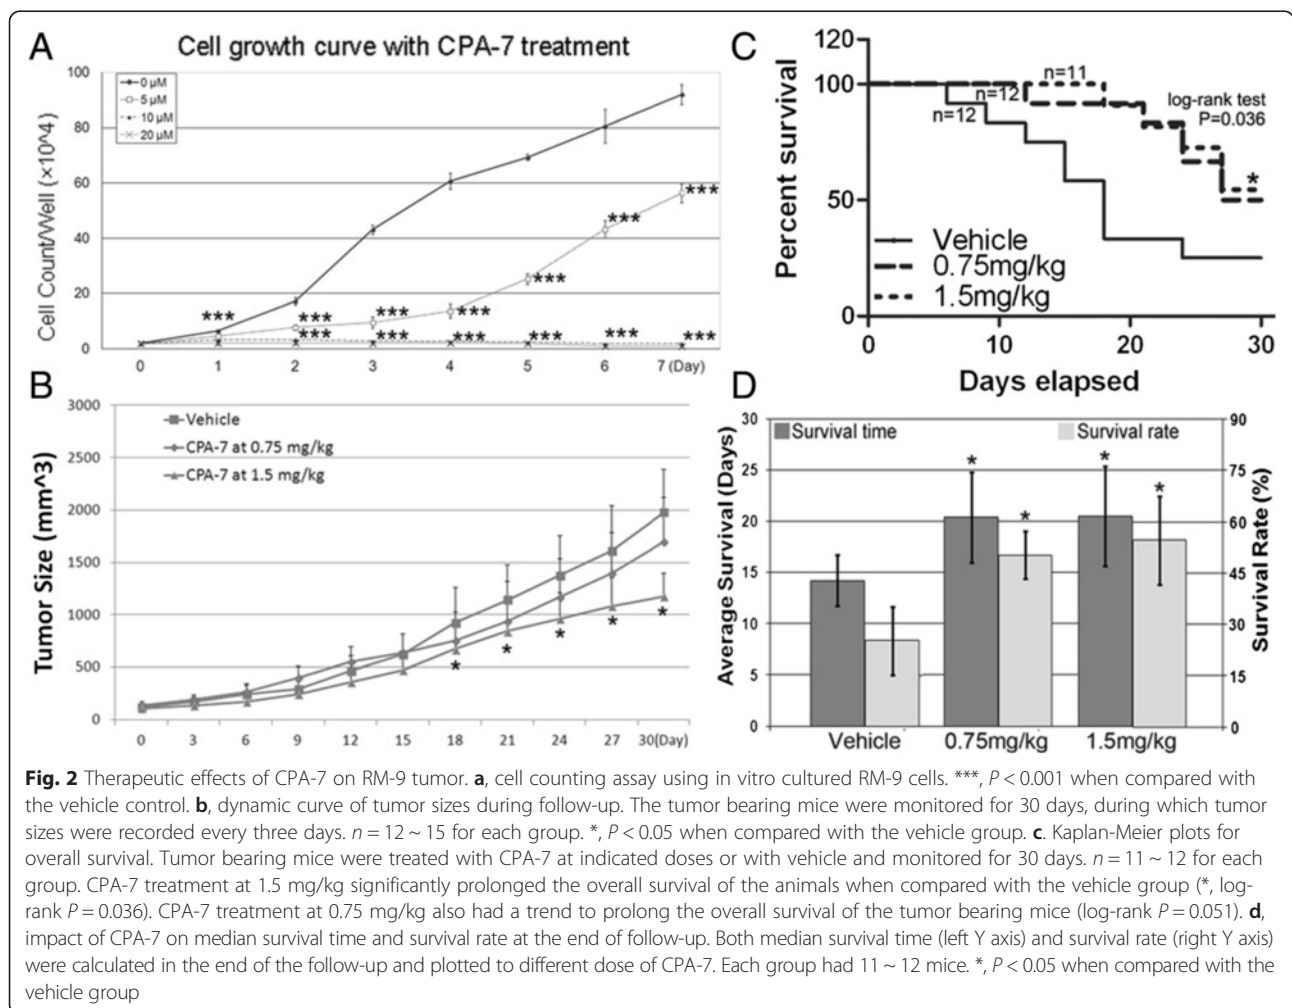 A
Cell growth curve with CPA-7 treatment
Cell Count/Well (×10^4)
100
80
60
40
20
0
0 µM
5 µM
10 µM
20 µM
***
***
***
***
***
***
***
***
***
***
***
***
***
0 1 2 3 4 5 6 7 (Day)
B
Tumor Size (mm^3)
3000
2500
2000
1500
1000
500
0
Vehicle
CPA-7 at 0.75 mg/kg
CPA-7 at 1.5 mg/kg
* * * * *
0 3 6 9 12 15 18 21 24 27 30(Day)
C
Percent survival
120
100
50
0
n=11
n=12
n=12
log-rank test
P=0.036
*
Vehicle
0.75mg/kg
1.5mg/kg
0 10 20 30
Days elapsed
D
Average Survival (Days)
30
25
20
15
10
5
0
Survival time
Survival rate
* * * *
90
75
60
45
30
15
0
Survival Rate (%)
Vehicle 0.75mg/kg 1.5mg/kg
Fig. 2 Therapeutic effects of CPA-7 on RM-9 tumor. a, cell counting assay using in vitro cultured RM-9 cells. ***, P < 0.001 when compared with
the vehicle control. b, dynamic curve of tumor sizes during follow-up. The tumor bearing mice were monitored for 30 days, during which tumor
sizes were recorded every three days. n = 12 ~ 15 for each group. *, P < 0.05 when compared with the vehicle group. c. Kaplan-Meier plots for
overall survival. Tumor bearing mice were treated with CPA-7 at indicated doses or with vehicle and monitored for 30 days. n = 11 ~ 12 for each
group. CPA-7 treatment at 1.5 mg/kg significantly prolonged the overall survival of the animals when compared with the vehicle group (*, log-
rank P = 0.036). CPA-7 treatment at 0.75 mg/kg also had a trend to prolong the overall survival of the tumor bearing mice (log-rank P = 0.051). d,
impact of CPA-7 on median survival time and survival rate at the end of follow-up. Both median survival time (left Y axis) and survival rate (right Y axis)
were calculated in the end of the follow-up and plotted to different dose of CPA-7. Each group had 11 ~ 12 mice. *, P < 0.05 when compared with the
vehicle group